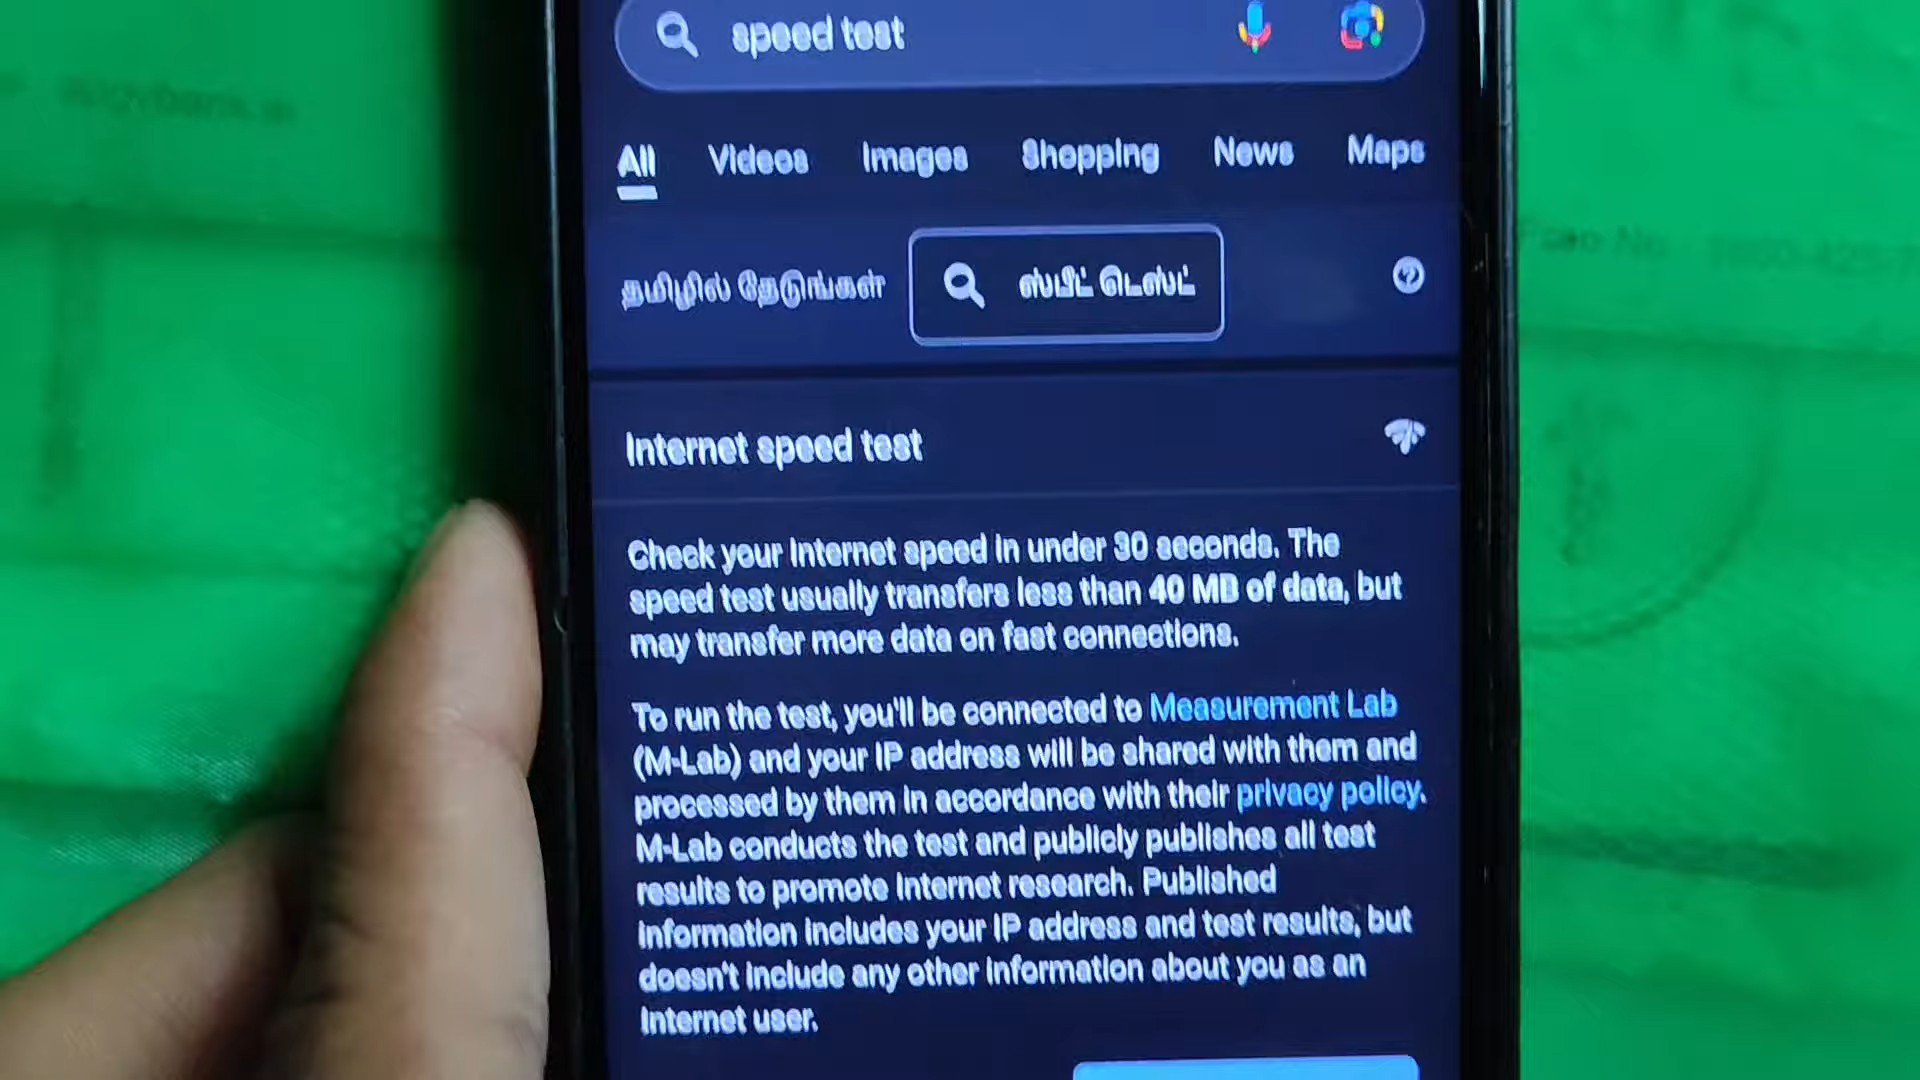 speed test
All Videos Images Shopping News Maps
தமிழில் தேடுங்கள் ஸ்பீட் டெஸ்ட்
Internet speed test
Check your Internet speed in under 30 seconds. The
speed test usually transfers less than 40 MB of data, but
may transfer more data on fast connections.
To run the test, you'll be connected to Measurement Lab
(M-Lab) and your IP address will be shared with them and
processed by them in accordance with their privacy policy.
M-Lab conducts the test and publicly publishes all test
results to promote Internet research. Published
information includes your IP address and test results, but
doesn't include any other information about you as an
Internet user.